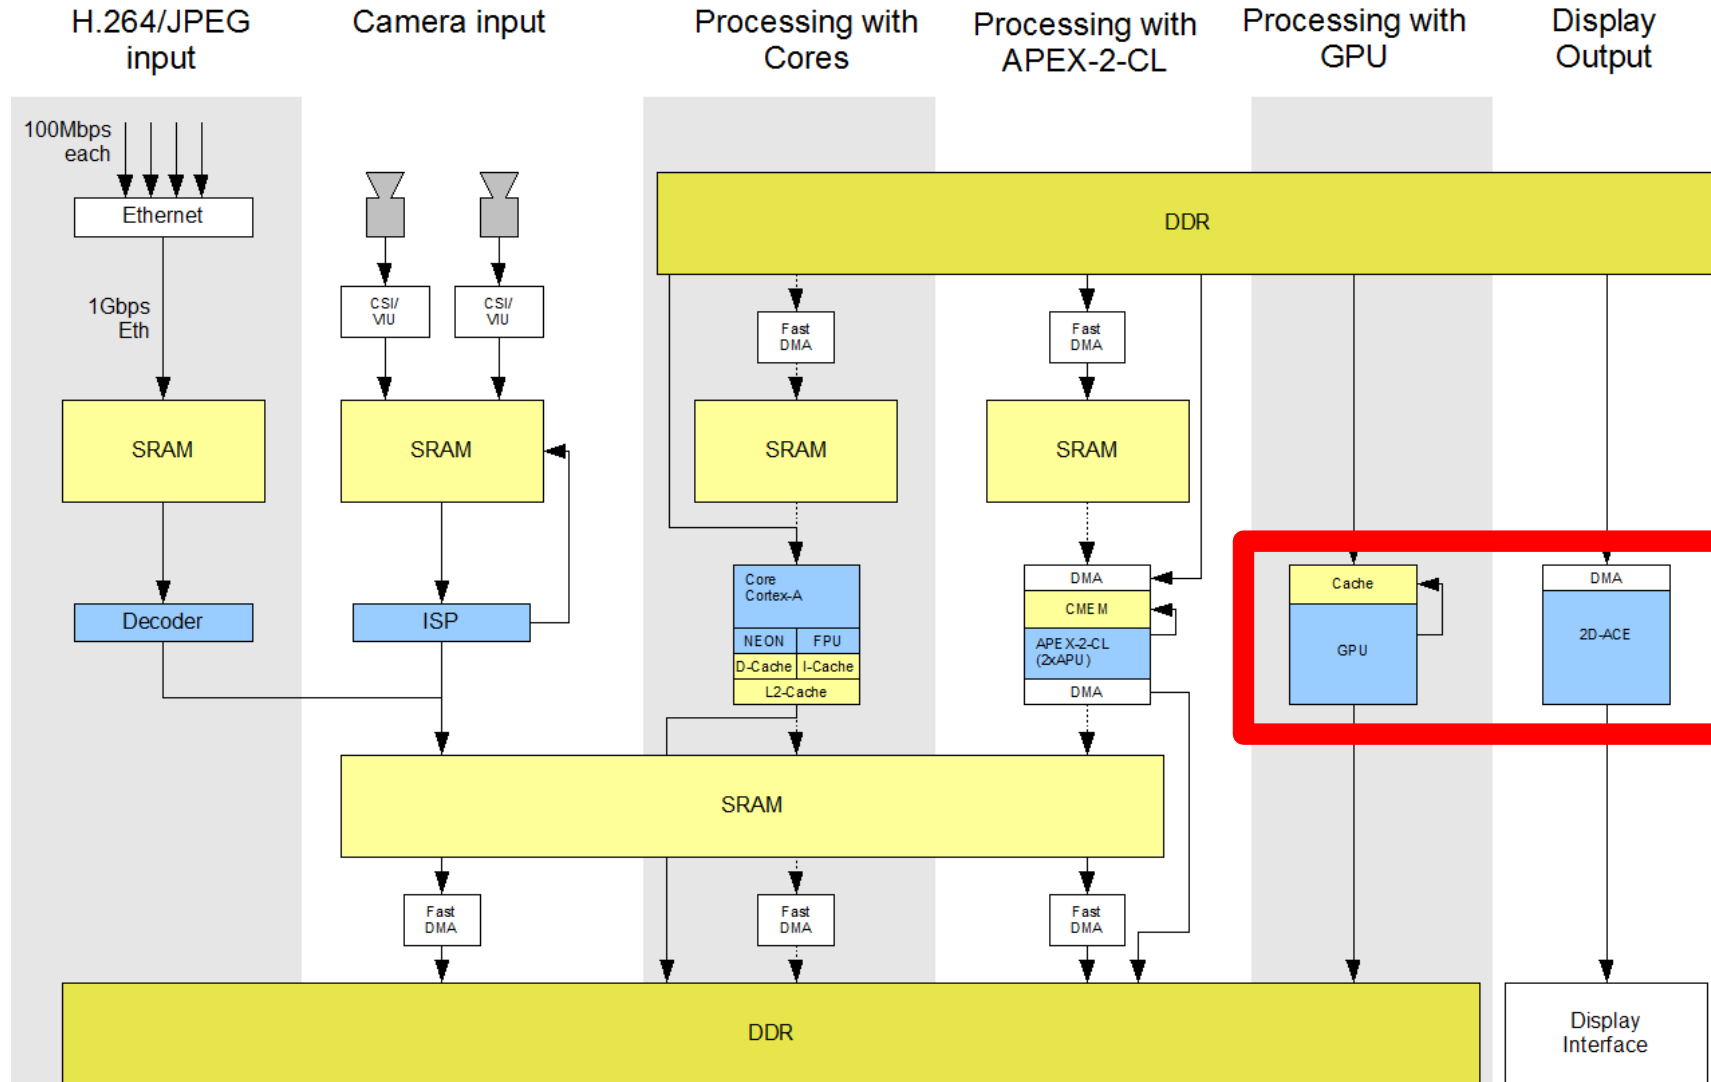 H.264/JPEG
input
Camera input
Processing with
Cores
Processing with
APEX-2-CL
Processing with
GPU
Display
Output
100Mbps
each
Ethernet
1Gbps
Eth
CSI/
VIU
CSI/
VIU
DDR
Fast
DMA
Fast
DMA
SRAM
SRAM
SRAM
SRAM
Decoder
ISP
Core
Cortex-A
NEON
FPU
D-Cache
I-Cache
L2-Cache
DMA
CMEM
APEX-2-CL
(2xAPU)
DMA
Cache
GPU
DMA
2D-ACE
SRAM
Fast
DMA
Fast
DMA
Fast
DMA
DDR
Display
Interface